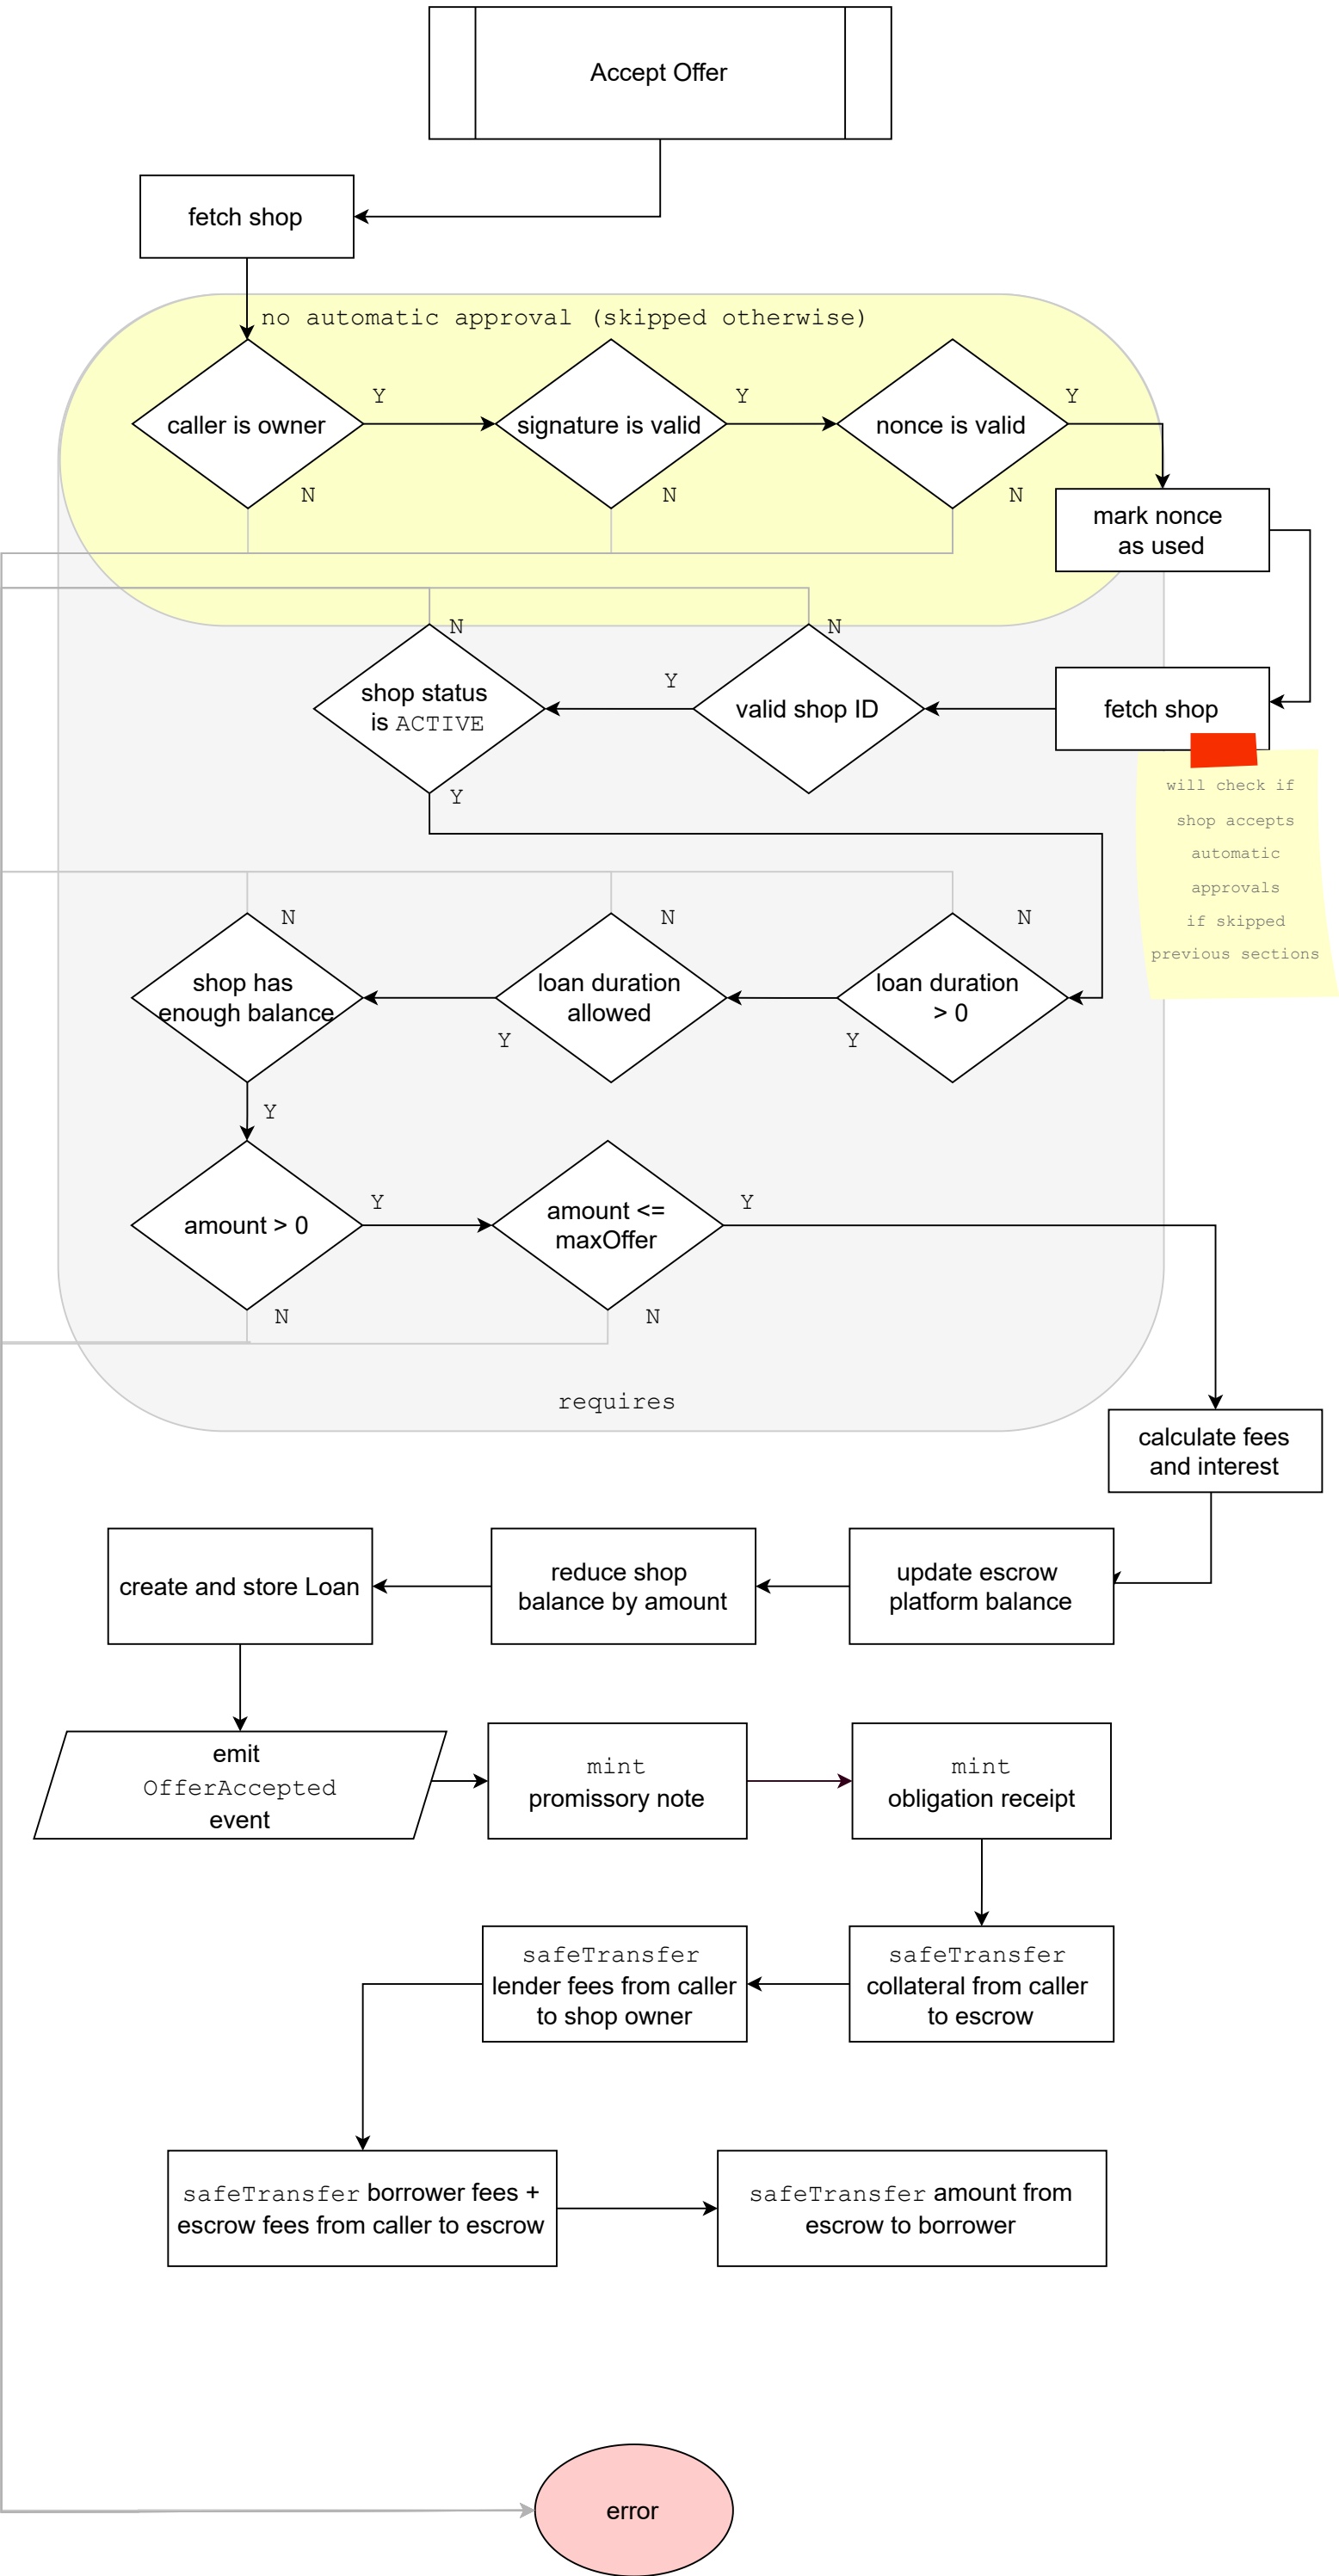 Accept Offer
fetch shop
no automatic approval (skipped otherwise)
caller is owner
Y
N
signature is valid
Y
N
nonce is valid
Y
N
mark nonce
as used
fetch shop
will check if
shop accepts
automatic
approvals
if skipped
previous sections
valid shop ID
N
Y
shop status
is ACTIVE
N
Y
loan duration
> 0
N
Y
loan duration
allowed
N
Y
shop has
enough balance
N
Y
amount > 0
Y
N
amount <=
maxOffer
Y
N
requires
calculate fees
and interest
update escrow
platform balance
reduce shop
balance by amount
create and store Loan
emit
OfferAccepted
event
mint
promissory note
mint
obligation receipt
safeTransfer
collateral from caller
to escrow
safeTransfer
lender fees from caller
to shop owner
safeTransfer borrower fees +
escrow fees from caller to escrow
safeTransfer amount from
escrow to borrower
error